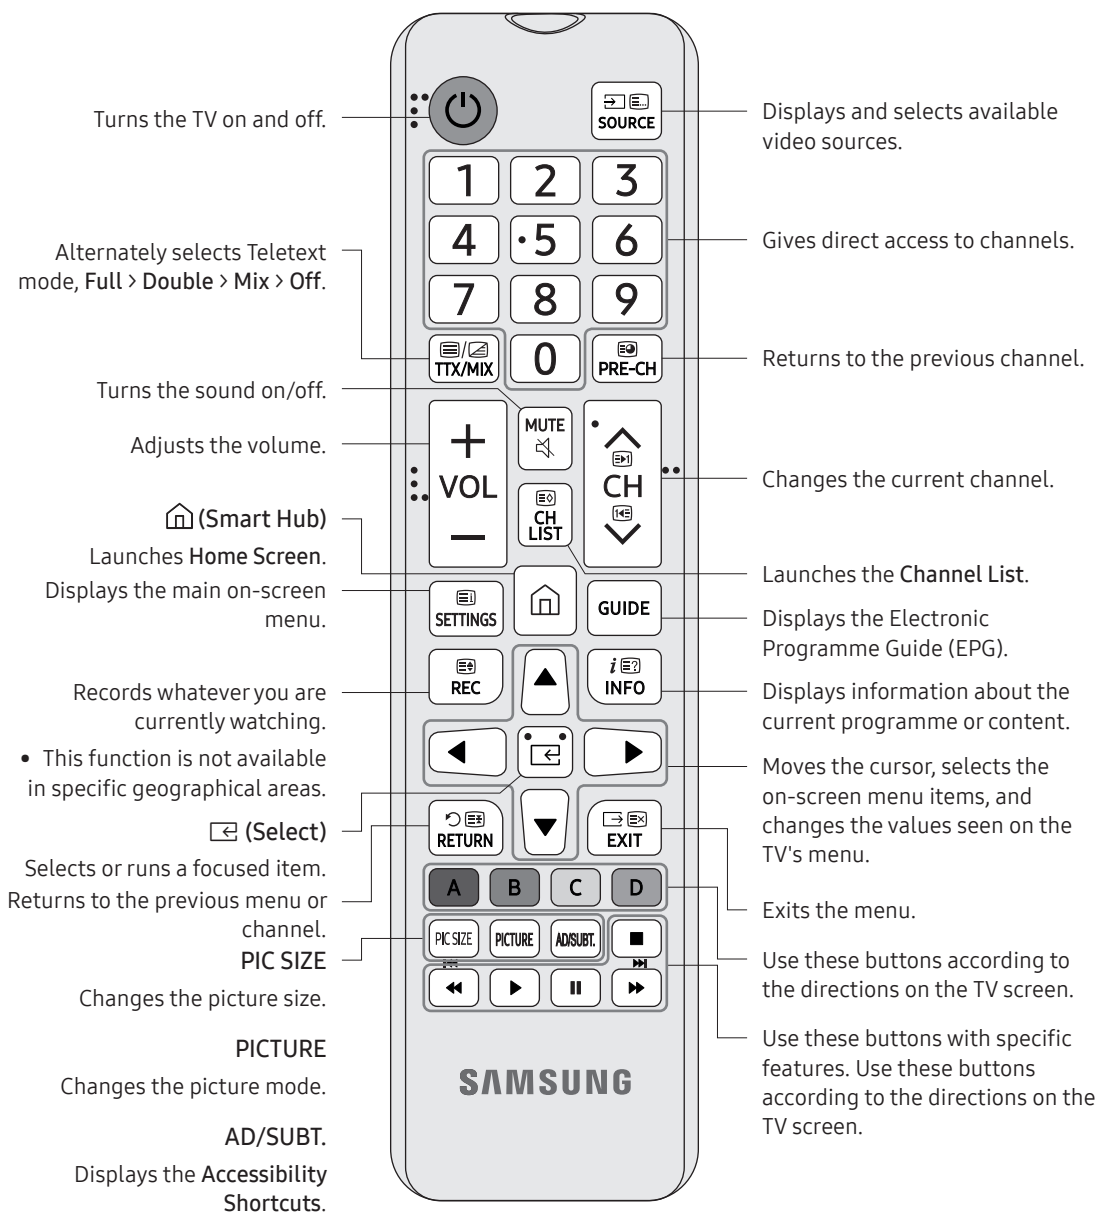 Turns the TV on and off.
Alternately selects Teletext
mode, Full > Double > Mix > Off.
Turns the sound on/off.
Adjusts the volume.
(Smart Hub)
Launches Home Screen.
Displays the main on-screen
menu.
Records whatever you are
currently watching.
• This function is not available
in specific geographical areas.
(Select)
Selects or runs a focused item.
Returns to the previous menu or
channel.
PIC SIZE
Changes the picture size.
PICTURE
Changes the picture mode.
AD/SUBT.
Displays the Accessibility
Shortcuts.
SOURCE
1 2 3
4 5 6
7 8 9
TTX/MIX 0 PRE-CH
+
MUTE
VOL
CH
CH
LIST
−
SETTINGS
GUIDE
REC
i
INFO
RETURN
EXIT
A B C D
PIC SIZE PICTURE AD/SUBT.
SAMSUNG
Displays and selects available
video sources.
Gives direct access to channels.
Returns to the previous channel.
Changes the current channel.
Launches the Channel List.
Displays the Electronic
Programme Guide (EPG).
Displays information about the
current programme or content.
Moves the cursor, selects the
on-screen menu items, and
changes the values seen on the
TV's menu.
Exits the menu.
Use these buttons according to
the directions on the TV screen.
Use these buttons with specific
features. Use these buttons
according to the directions on the
TV screen.